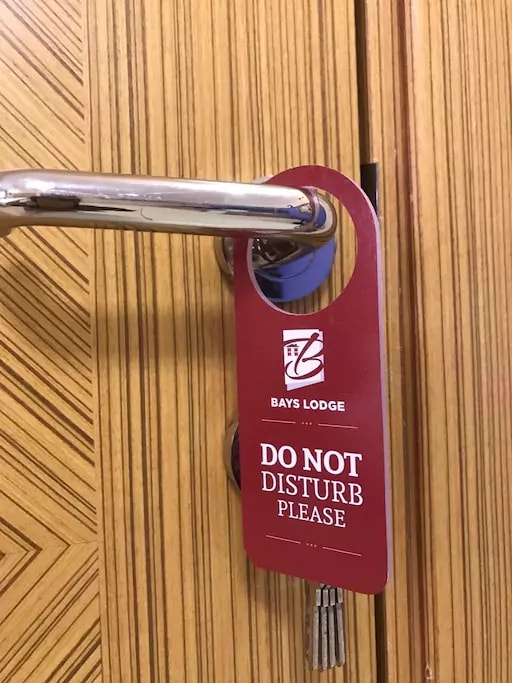 B
BAYS LODGE
DO NOT
DISTURB
PLEASE